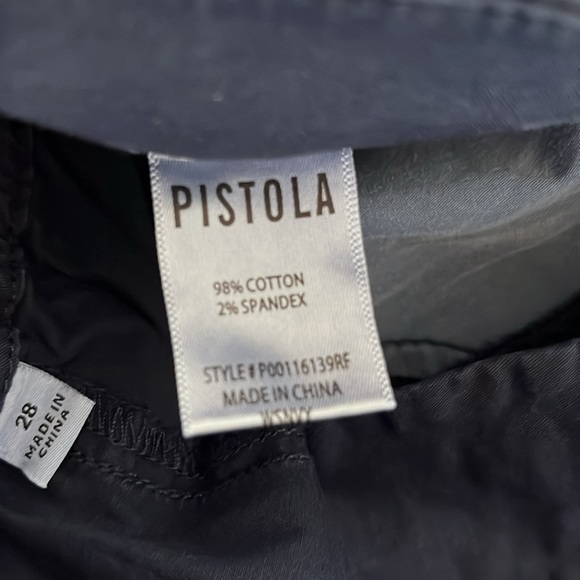 PISTOLA
98% COTTON
2% SPANDEX
STYLE # P00116139RF
MADE IN CHINA
28
MADE IN
CHINA